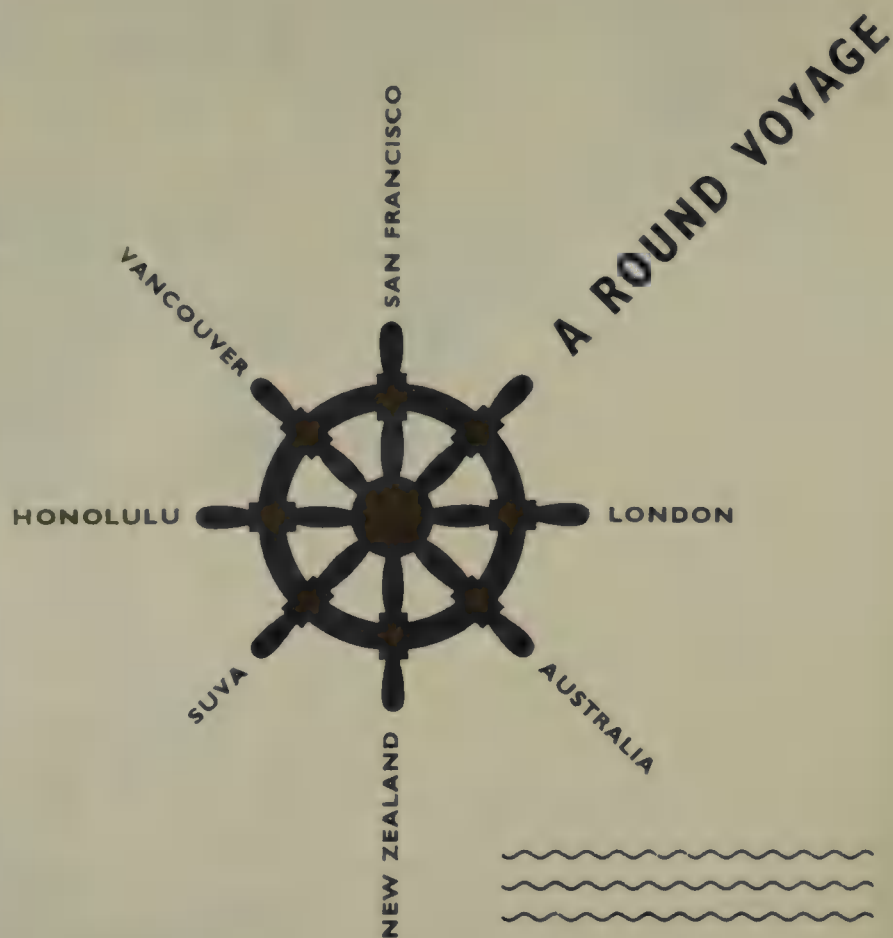 A ROUND VOYAGE
SAN FRANCISCO
VANCOUVER
HONOLULU
LONDON
SUVA
AUSTRALIA
NEW ZEALAND